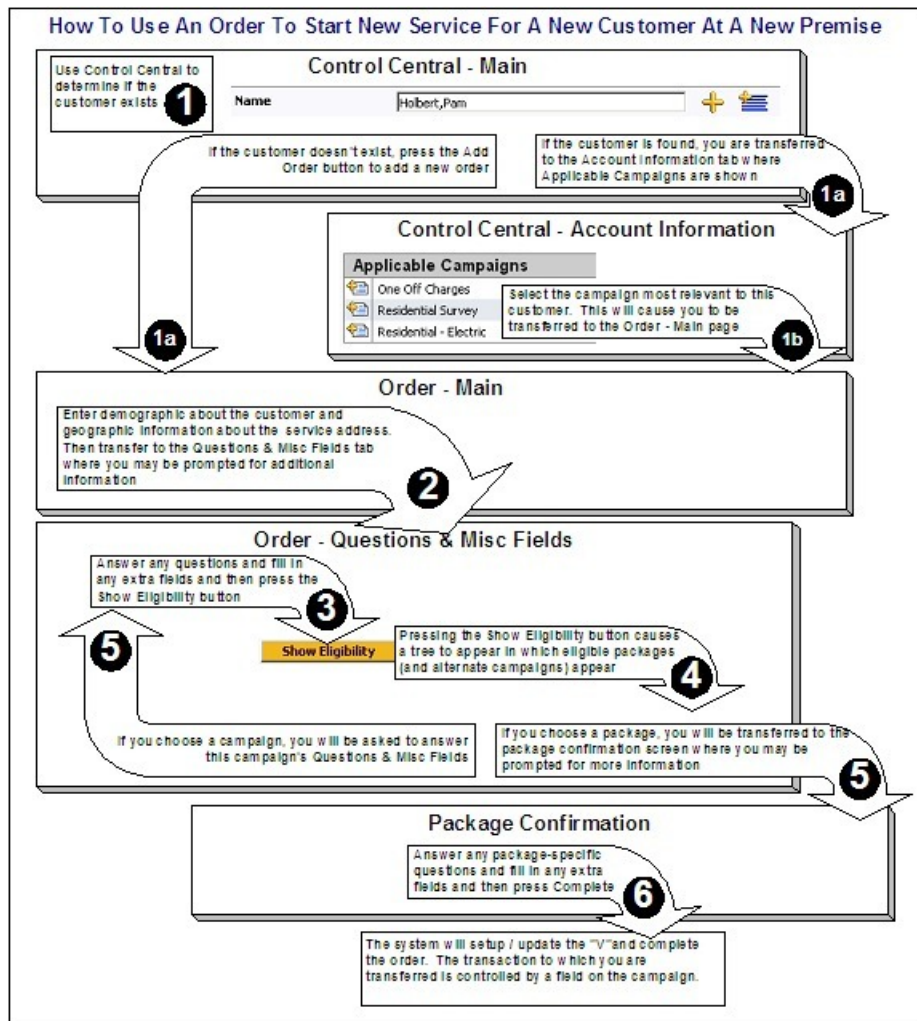 How To Use An Order To Start New Service For A New Customer At A New Premise
Control Central - Main
Use Control Central to
determine if the
customer exists
1
Name
Holbert,Pam
If the customer doesn't exist, press the Add
Order button to add a new order
If the customer is found, you are transferred
to the Account Information tab where
Applicable Campaigns are shown
1a
Control Central - Account Information
Applicable Campaigns
One Off Charges
Residential Survey
Residential - Electric
Select the campaign most relevant to this
customer. This will cause you to be
transferred to the Order - Main page
1a
1b
Order - Main
Enter demographic about the customer and
geographic information about the service address.
Then transfer to the Questions & Misc Fields tab
where you may be prompted for additional
information
2
Order - Questions & Misc Fields
Answer any questions and fill in
any extra fields and then press the
Show Eligibility button
3
5
Show Eligibility
Pressing the Show Eligibility button causes
a tree to appear in which eligible packages
(and alternate campaigns) appear
4
If you choose a campaign, you will be asked to answer
this campaign's Questions & Misc Fields
If you choose a package, you will be transferred to the
package confirmation screen where you may be
prompted for more information
5
Package Confirmation
Answer any package-specific
questions and fill in any extra
fields and then press Complete
6
The system will setup / update the "V"and complete
the order. The transaction to which you are
transferred is controlled by a field on the campaign.